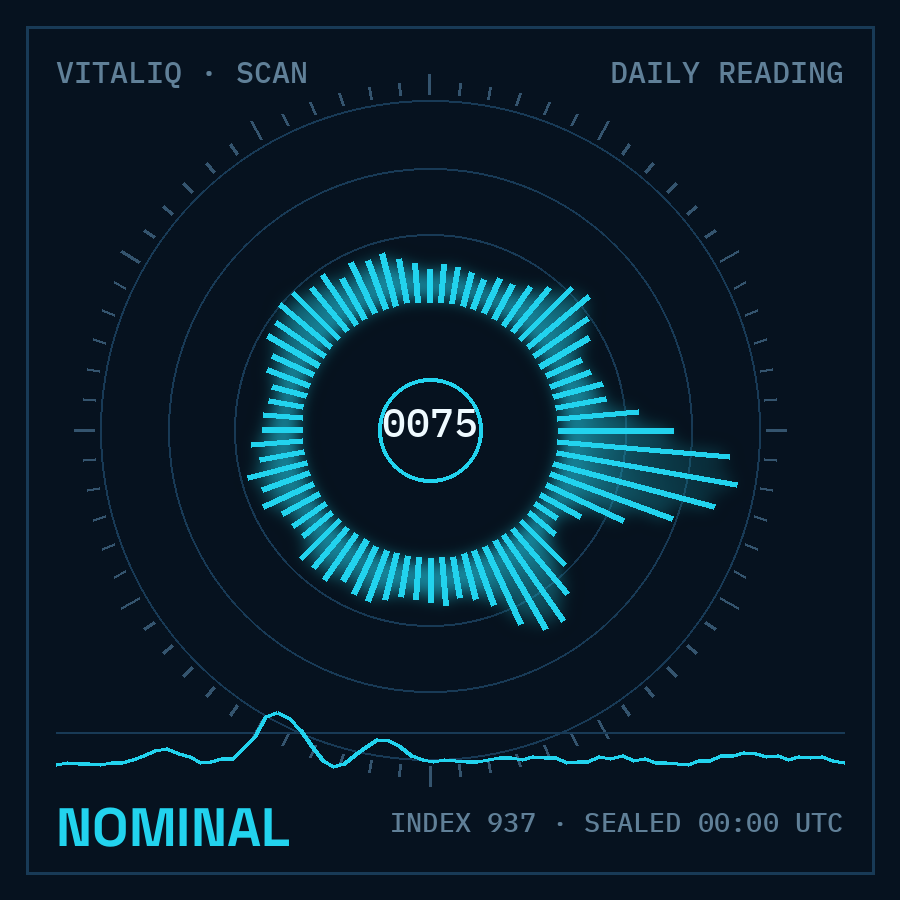 VITALIQ · SCAN
DAILY READING
0075
NOMINAL
INDEX 937 · SEALED 00:00 UTC